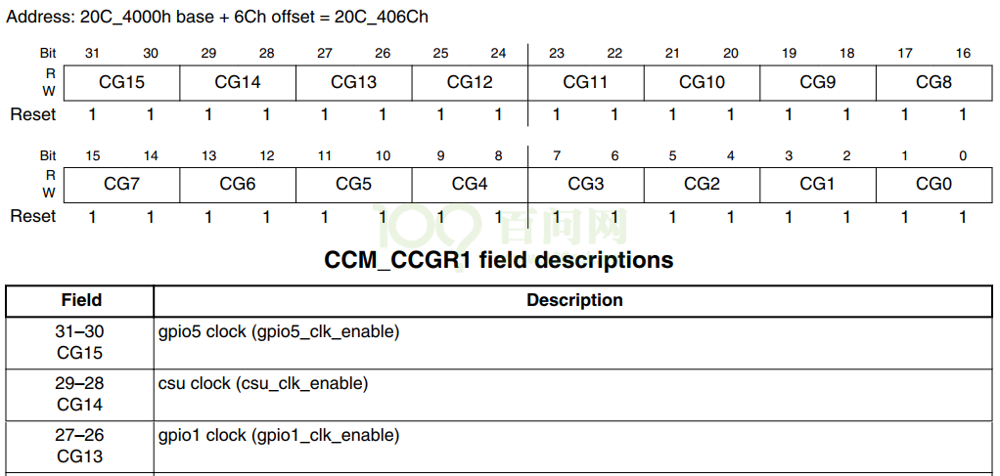 Address: 20C_4000h base + 6Ch offset = 20C_406Ch
Bit 31 30 29 28 27 26 25 24 23 22 21 20 19 18 17 16
R
W
CG15 CG14 CG13 CG12 CG11 CG10 CG9 CG8
Reset 1 1 1 1 1 1 1 1 1 1 1 1 1 1 1 1
Bit 15 14 13 12 11 10 9 8 7 6 5 4 3 2 1 0
R
W
CG7 CG6 CG5 CG4 CG3 CG2 CG1 CG0
Reset 1 1 1 1 1 1 1 1 1 1 1 1 1 1 1 1
100 百问网
CCM_CCGR1 field descriptions
Field Description
31–30
CG15
gpio5 clock (gpio5_clk_enable)
29–28
CG14
csu clock (csu_clk_enable)
27–26
CG13
gpio1 clock (gpio1_clk_enable)